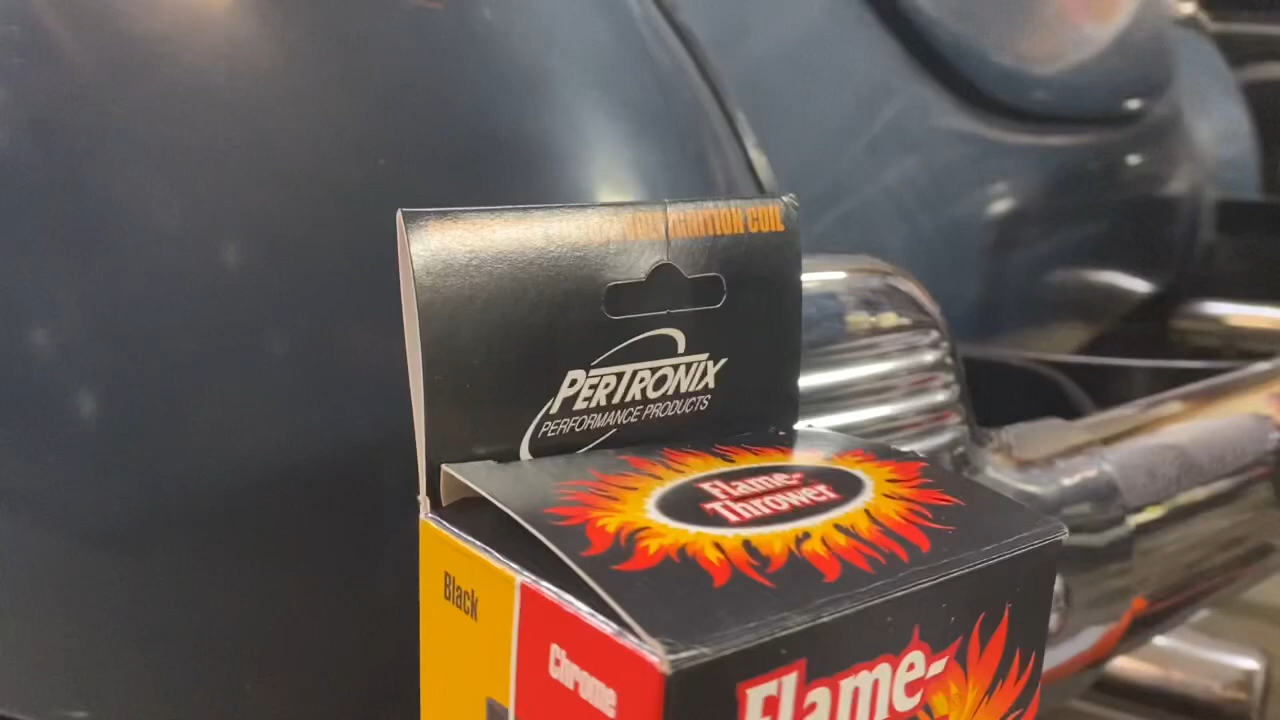 IGNITION COIL
PERTRONIX
PERFORMANCE PRODUCTS
Flame-
Thrower
Black
Chrome
Flame-